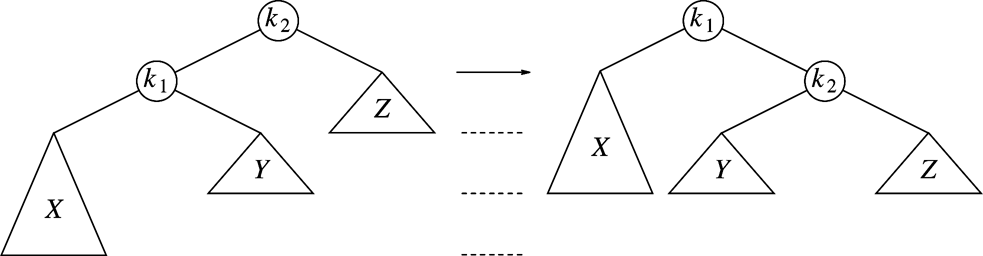 k₂ k₁
k₁ k₂
Z
X Y Y Z
X